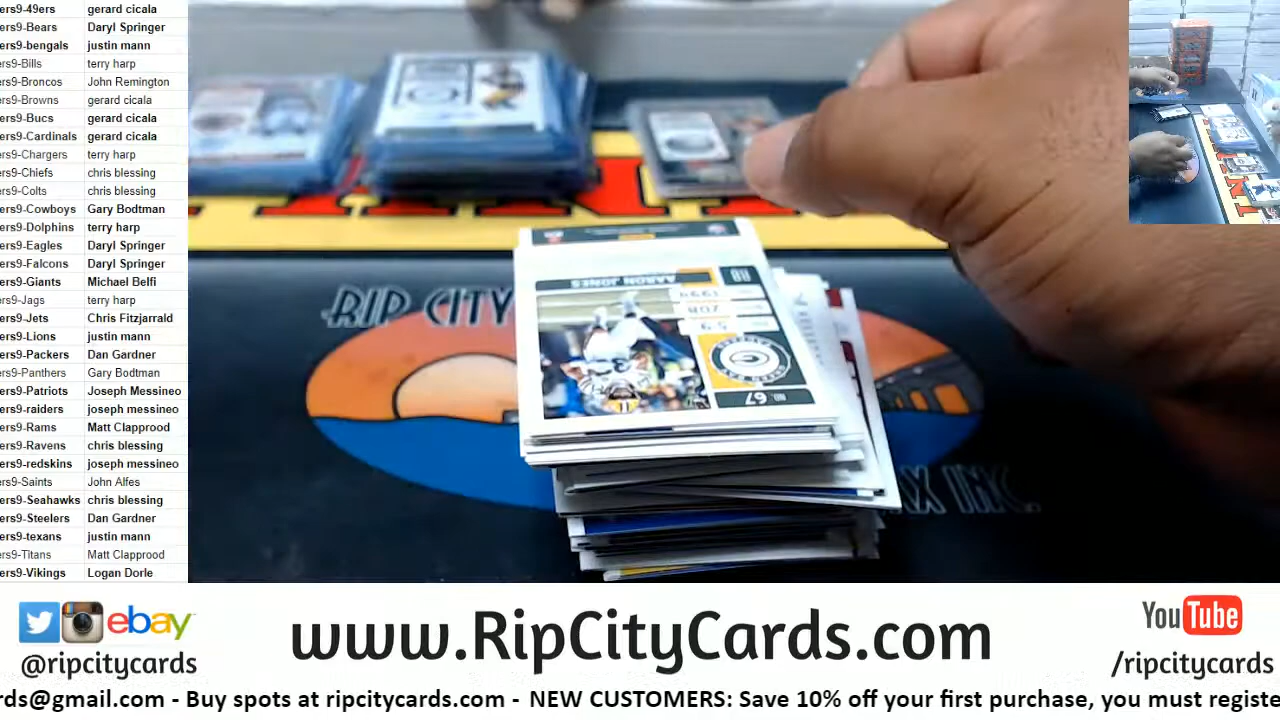 ers9-49ers gerard cicala
ers9-Bears Daryl Springer
ers9-bengals justin mann
ers9-Bills terry harp
ers9-Broncos John Remington
ers9-Browns gerard cicala
ers9-Bucs gerard cicala
ers9-Cardinals gerard cicala
ers9-Chargers terry harp
ers9-Chiefs chris blessing
ers9-Colts chris blessing
ers9-Cowboys Gary Bodtman
ers9-Dolphins terry harp
ers9-Eagles Daryl Springer
ers9-Falcons Daryl Springer
ers9-Giants Michael Belfi
ers9-Jags terry harp
ers9-Jets Chris Fitzjarrald
ers9-Lions justin mann
ers9-Packers Dan Gardner
ers9-Panthers Gary Bodtman
ers9-Patriots Joseph Messineo
ers9-raiders joseph messineo
ers9-Rams Matt Clapprood
ers9-Ravens chris blessing
ers9-redskins joseph messineo
ers9-Saints John Alfes
ers9-Seahawks chris blessing
ers9-Steelers Dan Gardner
ers9-texans justin mann
ers9-Titans Matt Clapprood
ers9-Vikings Logan Dorle
RIP CITY
RB
AARON JONES
NO. 67
ebay
@ripcitycards
www.RipCityCards.com
YouTube
/ripcitycards
rds@gmail.com - Buy spots at ripcitycards.com - NEW CUSTOMERS: Save 10% off your first purchase, you must registe